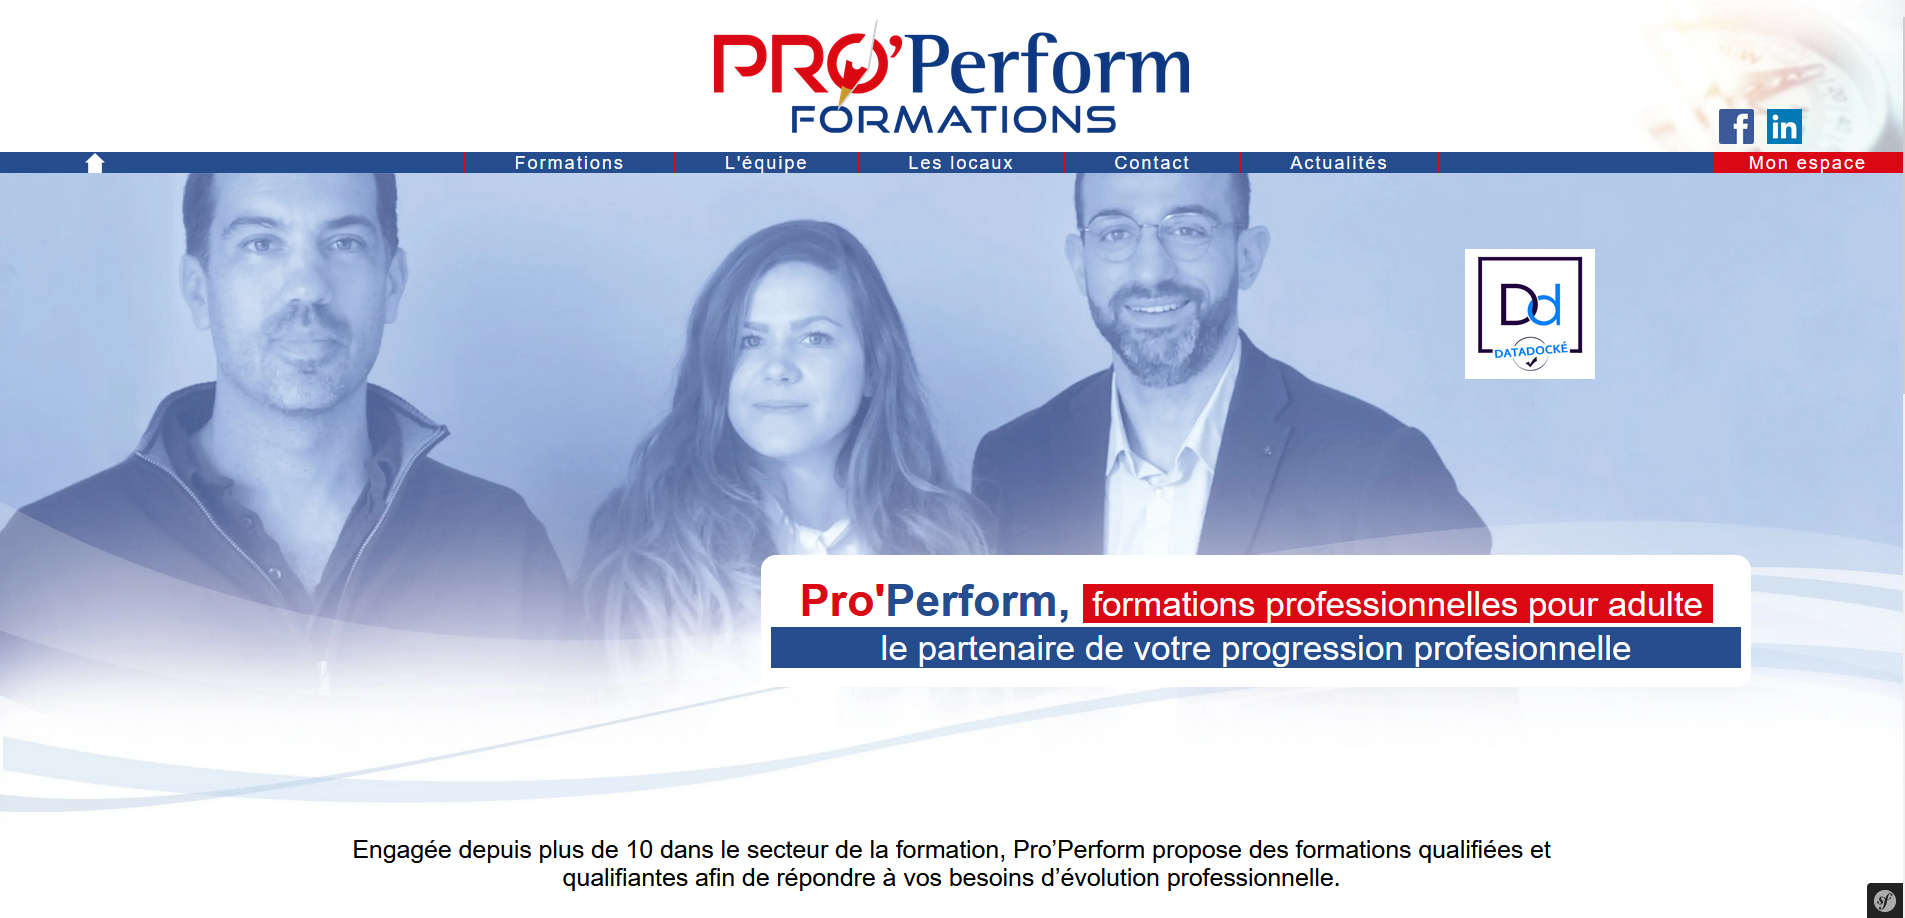 PRO'Perform
FORMATIONS
Formations
L'équipe
Les locaux
Contact
Actualités
Mon espace
Dd
DATADOCKÉ
Pro'Perform, formations professionnelles pour adulte
le partenaire de votre progression profesionnelle
Engagée depuis plus de 10 dans le secteur de la formation, Pro’Perform propose des formations qualifiées et
qualifiantes afin de répondre à vos besoins d’évolution professionnelle.